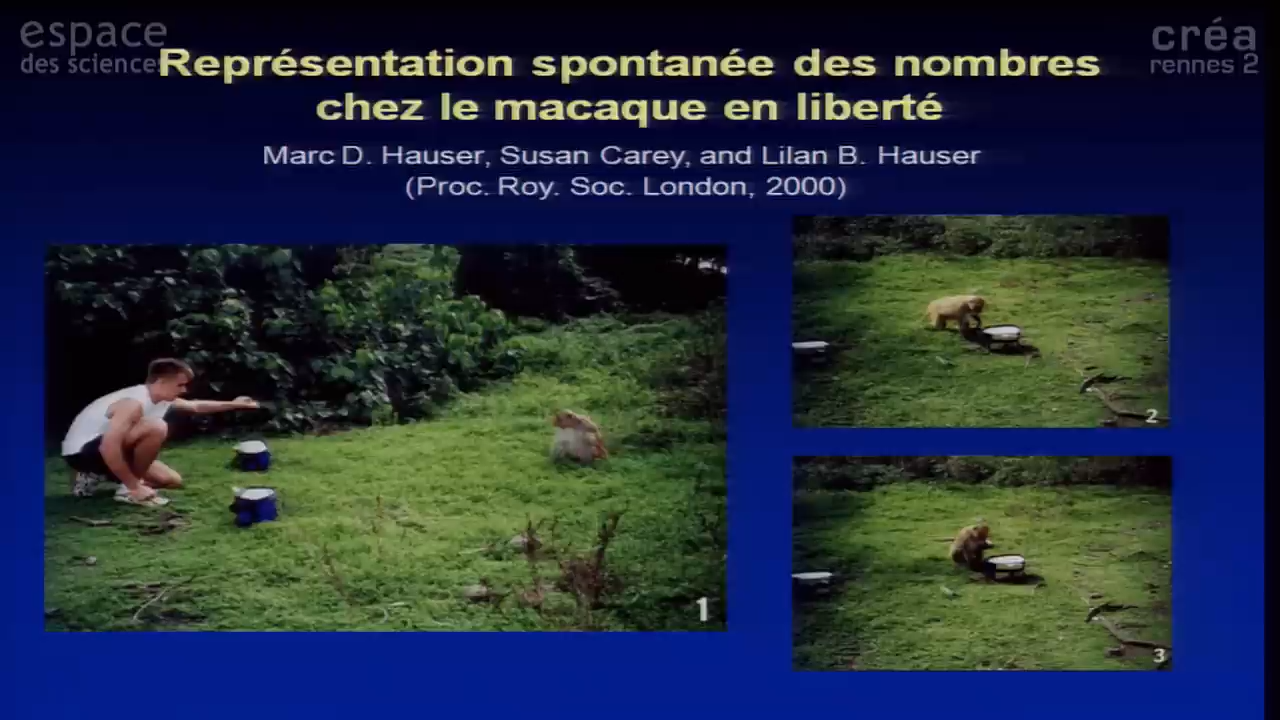 espace
des sciences
créa
rennes 2
Représentation spontanée des nombres
chez le macaque en liberté
Marc D. Hauser, Susan Carey, and Lilan B. Hauser
(Proc. Roy. Soc. London, 2000)
1
2
3